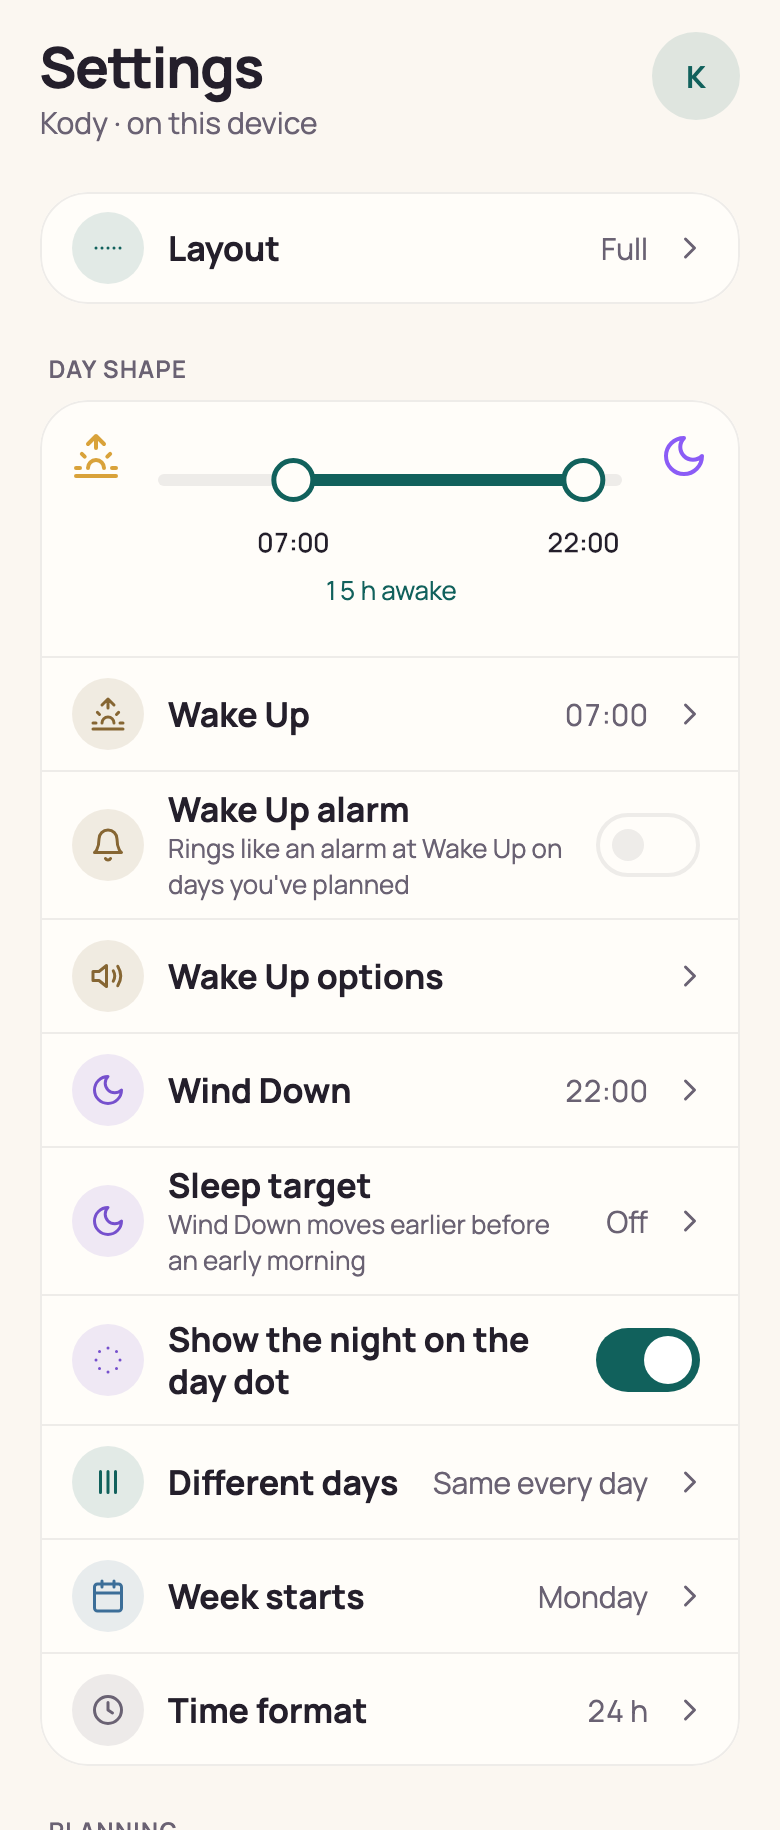 Settings
K
Kody · on this device
Layout
Full
DAY SHAPE
07:00
22:00
15 h awake
Wake Up
07:00
Wake Up alarm
Rings like an alarm at Wake Up on
days you've planned
Wake Up options
Wind Down
22:00
Sleep target
Wind Down moves earlier before
an early morning
Off
Show the night on the
day dot
Different days
Same every day
Week starts
Monday
Time format
24 h
PLANNING